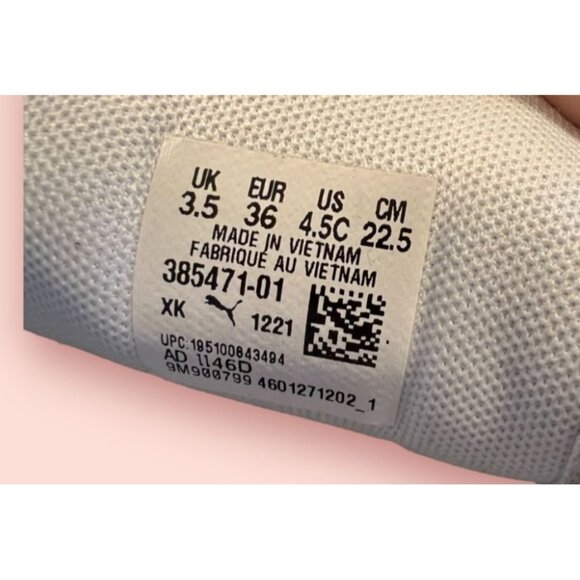 UK EUR US CM
3.5 36 4.5C 22.5
MADE IN VIETNAM
FABRIQUÉ AU VIETNAM
385471-01
XK 1221
UPC:195100843494
AD 1146D
9M900799 4601271202_1